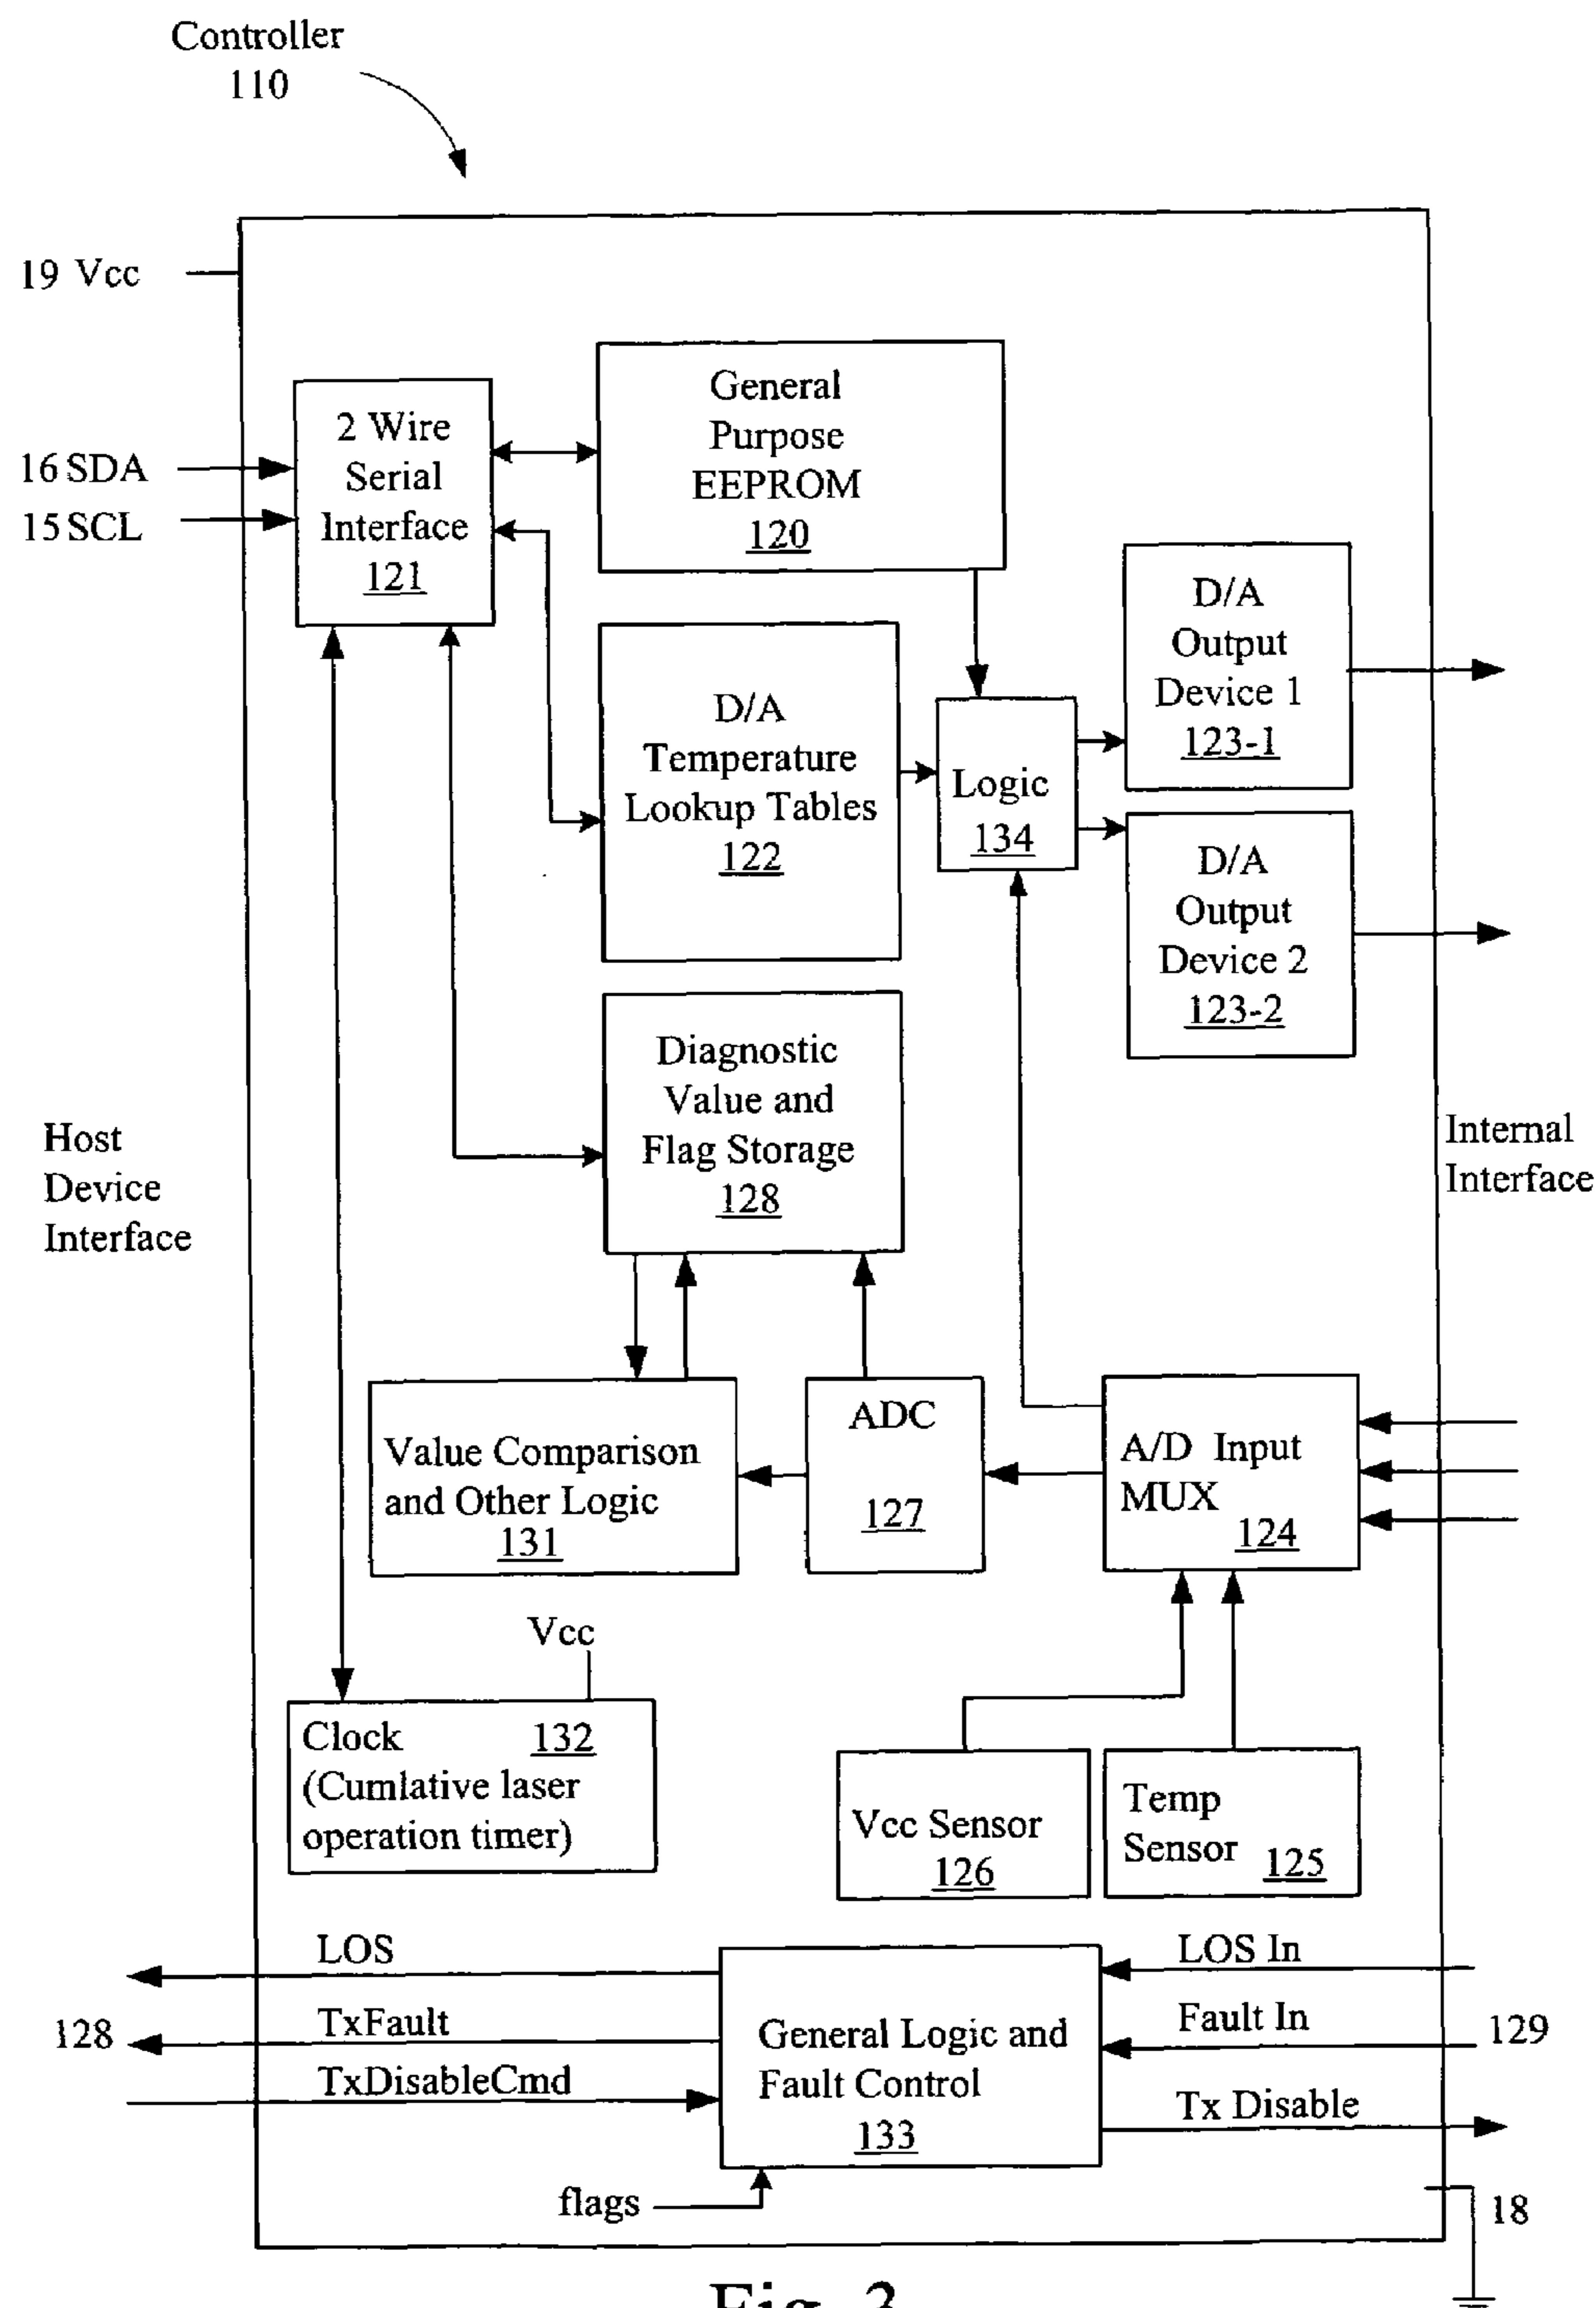 Controller
110
19 Vcc
16 SDA
15 SCL
2 Wire
Serial
Interface
121
General
Purpose
EEPROM
120
D/A
Temperature
Lookup Tables
122
Logic
134
D/A
Output
Device 1
123-1
D/A
Output
Device 2
123-2
Host
Device
Interface
Diagnostic
Value and
Flag Storage
128
Internal
Interface
Value Comparison
and Other Logic
131
ADC
127
A/D Input
MUX
124
Vcc
Clock 132
(Cumlative laser
operation timer)
Vcc Sensor
126
Temp
Sensor 125
LOS
TxFault
TxDisableCmd
128
General Logic and
Fault Control
133
LOS In
Fault In
Tx Disable
129
flags
18
Fig. 3